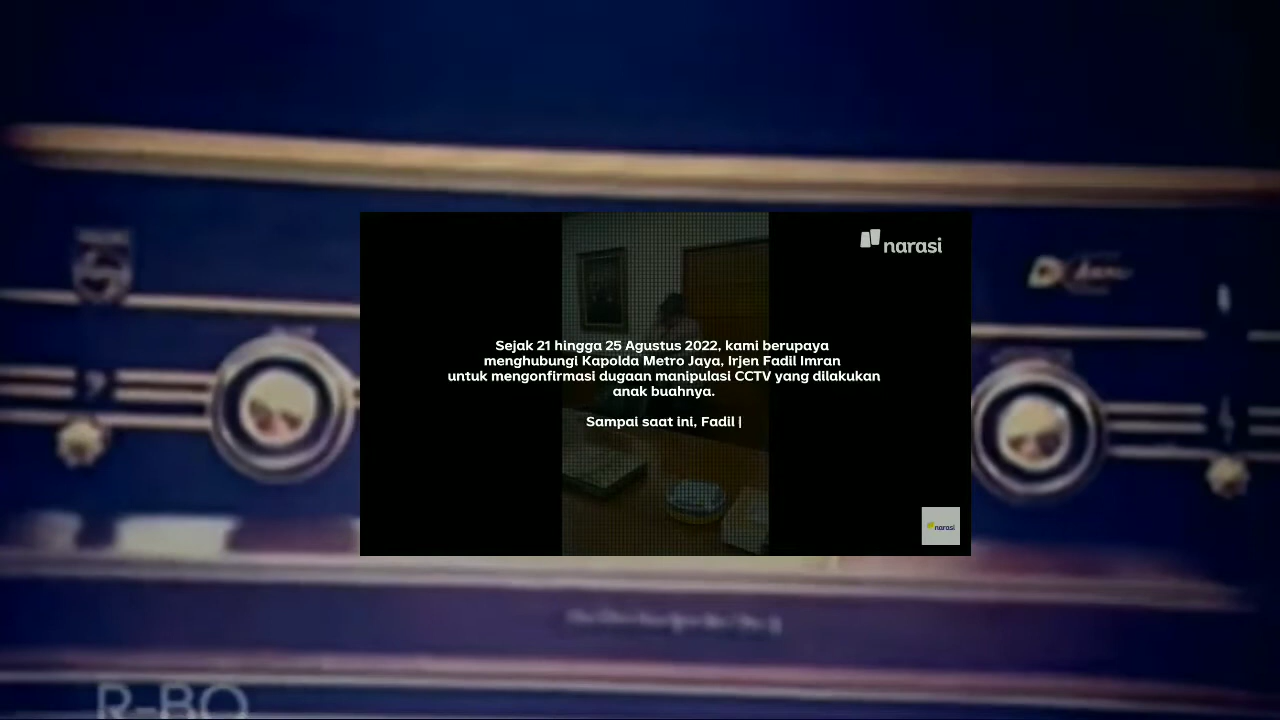 narasi
Sejak 21 hingga 25 Agustus 2022, kami berupaya
menghubungi Kapolda Metro Jaya, Irjen Fadil Imran
untuk mengonfirmasi dugaan manipulasi CCTV yang dilakukan
anak buahnya.
Sampai saat ini, Fadil |
narasi
R-BO